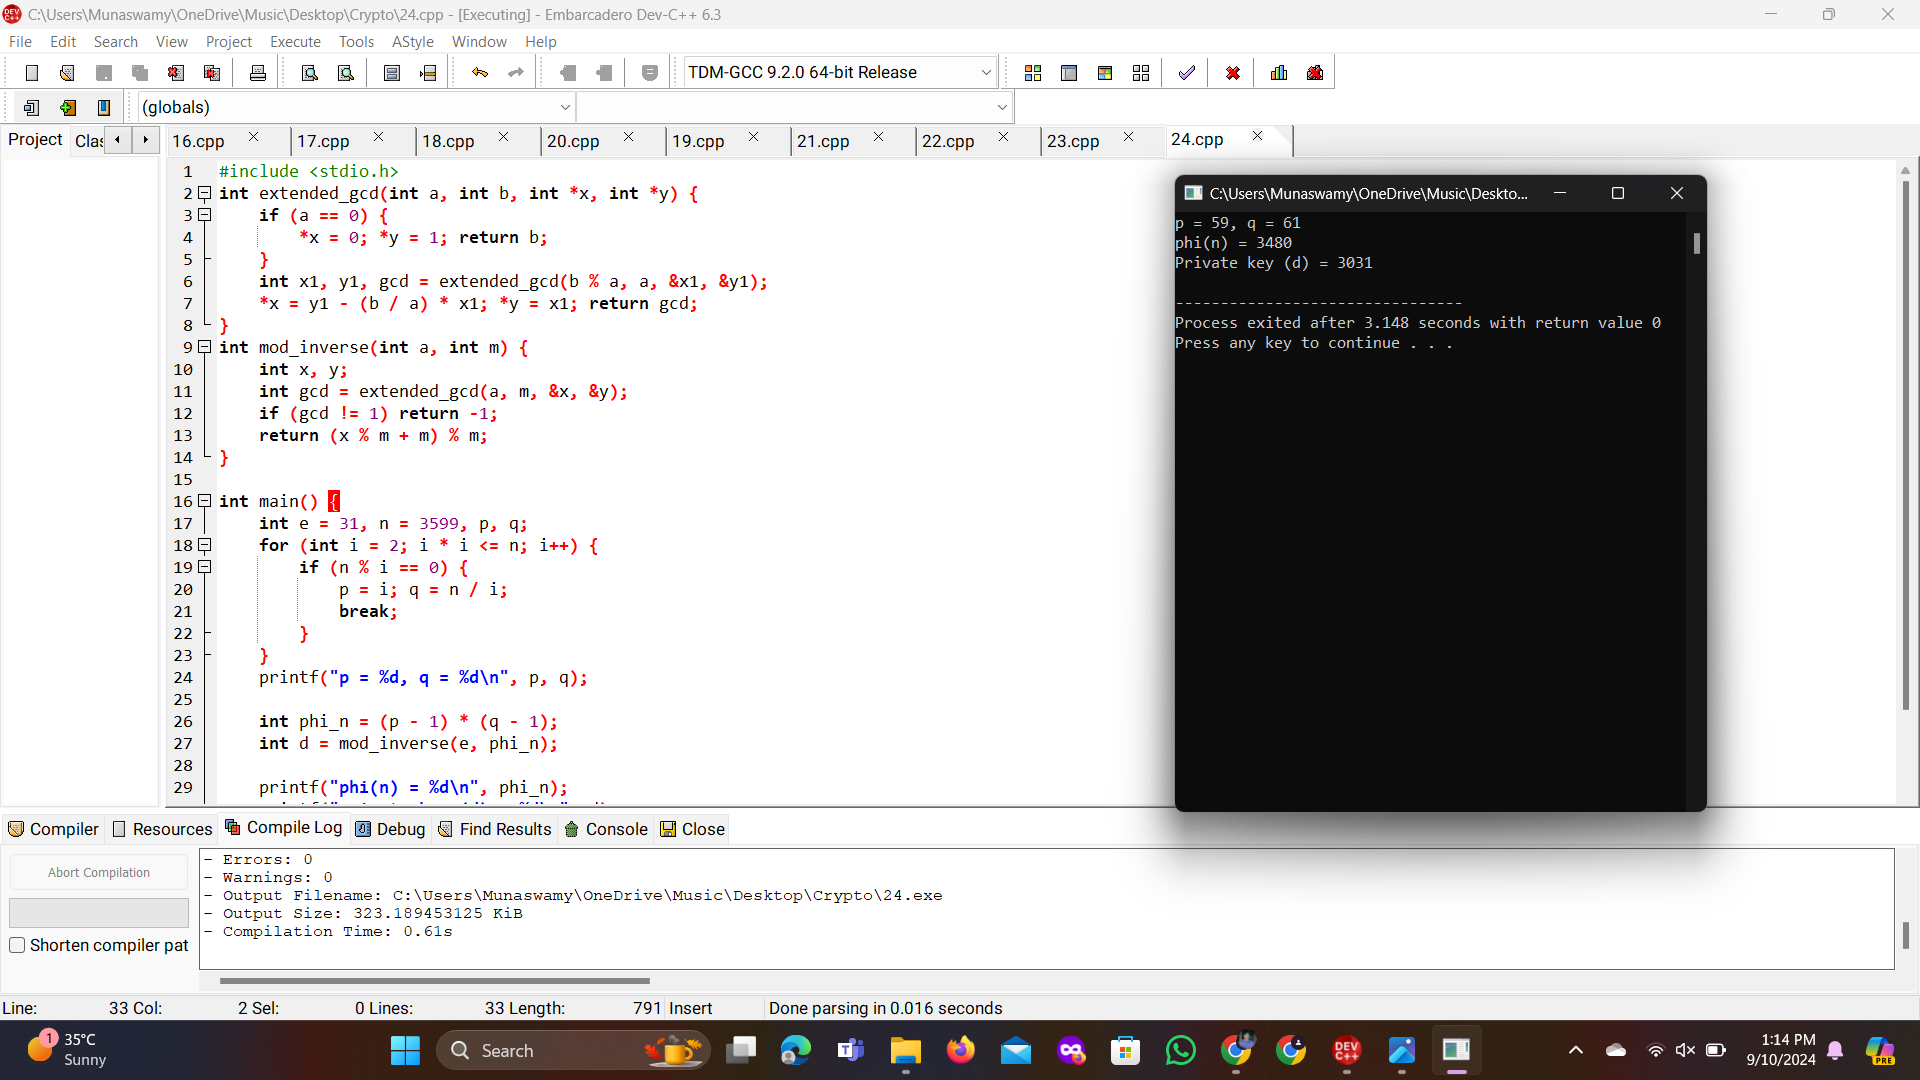 C:\Users\Munaswamy\OneDrive\Music\Desktop\Crypto\24.cpp - [Executing] - Embarcadero Dev-C++ 6.3
File Edit Search View Project Execute Tools AStyle Window Help
TDM-GCC 9.2.0 64-bit Release
(globals)
Project Clas
16.cpp 17.cpp 18.cpp 20.cpp 19.cpp 21.cpp 22.cpp 23.cpp 24.cpp
1 #include <stdio.h>
2 int extended_gcd(int a, int b, int *x, int *y) {
3 if (a == 0) {
4 *x = 0; *y = 1; return b;
5 }
6 int x1, y1, gcd = extended_gcd(b % a, a, &x1, &y1);
7 *x = y1 - (b / a) * x1; *y = x1; return gcd;
8 }
9 int mod_inverse(int a, int m) {
10 int x, y;
11 int gcd = extended_gcd(a, m, &x, &y);
12 if (gcd != 1) return -1;
13 return (x % m + m) % m;
14 }
15
16 int main() {
17 int e = 31, n = 3599, p, q;
18 for (int i = 2; i * i <= n; i++) {
19 if (n % i == 0) {
20 p = i; q = n / i;
21 break;
22 }
23 }
24 printf("p = %d, q = %d\n", p, q);
25
26 int phi_n = (p - 1) * (q - 1);
27 int d = mod_inverse(e, phi_n);
28
29 printf("phi(n) = %d\n", phi_n);
C:\Users\Munaswamy\OneDrive\Music\Deskto...
p = 59, q = 61
phi(n) = 3480
Private key (d) = 3031
--------------------------------
Process exited after 3.148 seconds with return value 0
Press any key to continue . . .
Compiler Resources Compile Log Debug Find Results Console Close
Abort Compilation
Shorten compiler pat
- Errors: 0
- Warnings: 0
- Output Filename: C:\Users\Munaswamy\OneDrive\Music\Desktop\Crypto\24.exe
- Output Size: 323.189453125 KiB
- Compilation Time: 0.61s
Line: 33 Col: 2 Sel: 0 Lines: 33 Length: 791 Insert Done parsing in 0.016 seconds
1
35°C
Sunny
Search
DEV C++
1:14 PM
9/10/2024
PRE